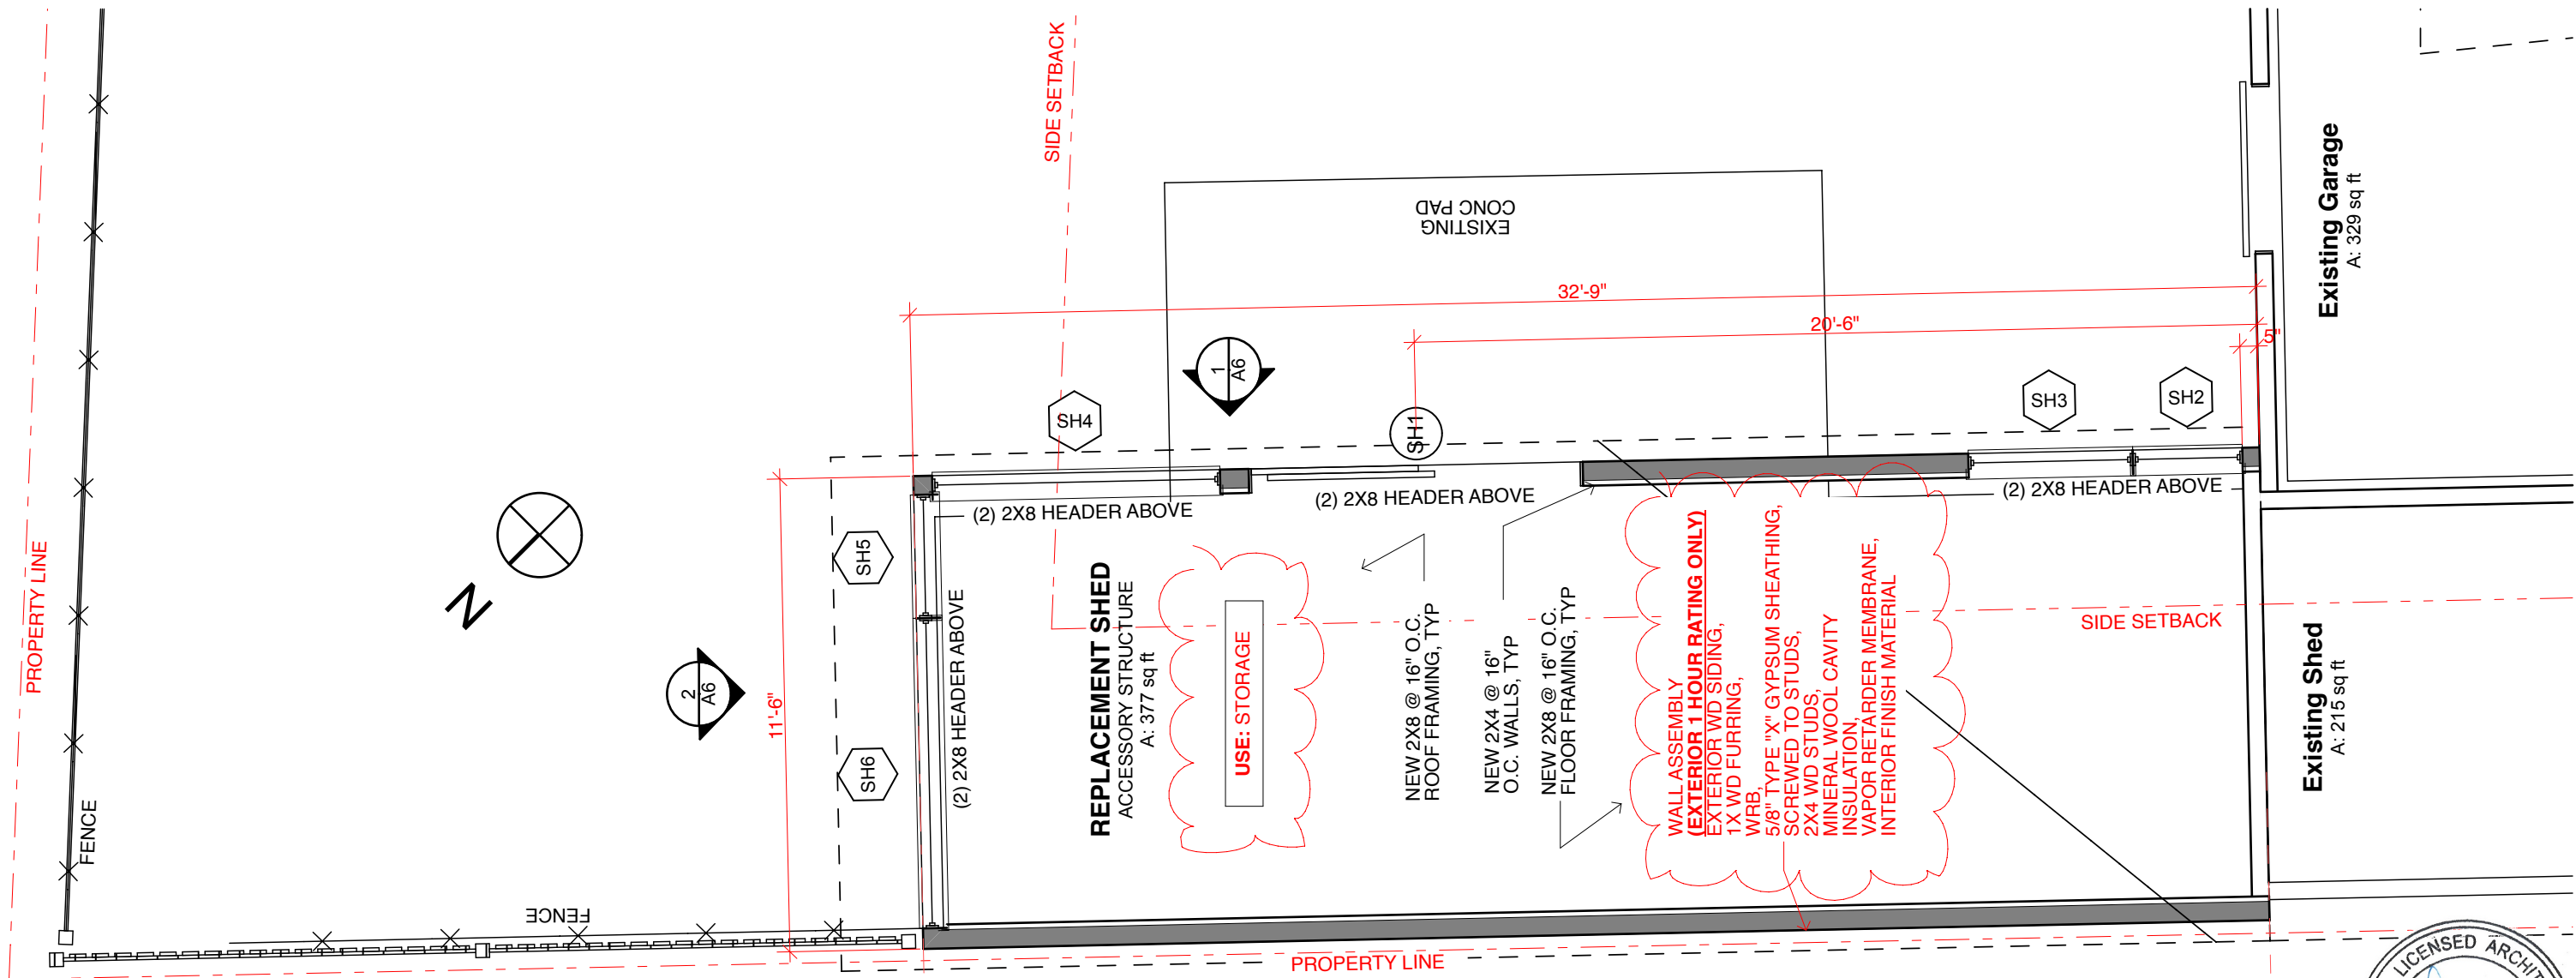 PROPERTY LINE
FENCE
FENCE
N
SIDE SETBACK
EXISTING
CONC PAD
32'-9"
20'-6"
5"
11'-6"
1
A6
2
A6
SH4
SH1
SH3
SH2
SH5
SH6
(2) 2X8 HEADER ABOVE
(2) 2X8 HEADER ABOVE
(2) 2X8 HEADER ABOVE
(2) 2X8 HEADER ABOVE
REPLACEMENT SHED
ACCESSORY STRUCTURE
A: 377 sq ft
USE: STORAGE
NEW 2X8 @ 16" O.C.
ROOF FRAMING, TYP
NEW 2X4 @ 16"
O.C. WALLS, TYP
NEW 2X8 @ 16" O.C.
FLOOR FRAMING, TYP
WALL ASSEMBLY
(EXTERIOR 1 HOUR RATING ONLY)
EXTERIOR WD SIDING,
1X WD FURRING,
WRB,
5/8" TYPE "X" GYPSUM SHEATHING,
SCREWED TO STUDS,
2X4 WD STUDS,
MINERAL WOOL CAVITY
INSULATION,
VAPOR RETARDER MEMBRANE,
INTERIOR FINISH MATERIAL
SIDE SETBACK
Existing Garage
A: 329 sq ft
Existing Shed
A: 215 sq ft
PROPERTY LINE
LICENSED ARCHIT